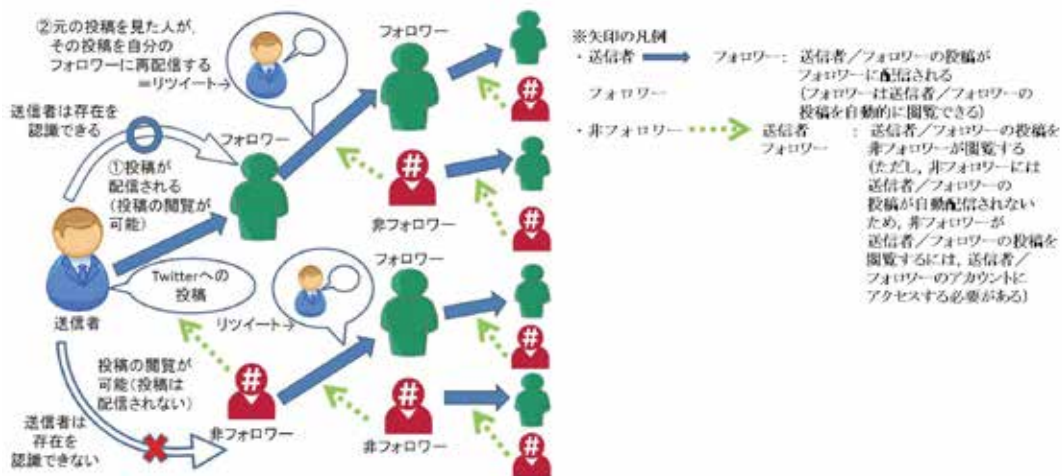 ②元の投稿を見た人が,
その投稿を自分の
フォロワーに再配信する
＝リツイート→
フォロワー
送信者は存在を
認識できる
フォロワー
①投稿が
配信される
(投稿の閲覧が
可能)
#
非フォロワー
#
#
#
フォロワー
Twitterへの
投稿
送信者
リツイート→
投稿の閲覧が
可能(投稿は
配信されない)
#
非フォロワー
#
非フォロワー
#
#
送信者は
存在を
認識できない
※矢印の凡例
・送信者 フォロワー: 送信者／フォロワーの投稿が
フォロワーに配信される
フォロワー (フォロワーは送信者／フォロワーの
投稿を自動的に閲覧できる)
・非フォロワー 送信者 : 送信者／フォロワーの投稿を
フォロワー 非フォロワーが閲覧する
(ただし, 非フォロワーには
送信者／フォロワーの
投稿が自動配信されない
ため, 非フォロワーが
送信者／フォロワーの投稿を
閲覧するには, 送信者／
フォロワーのアカウントに
アクセスする必要がある)